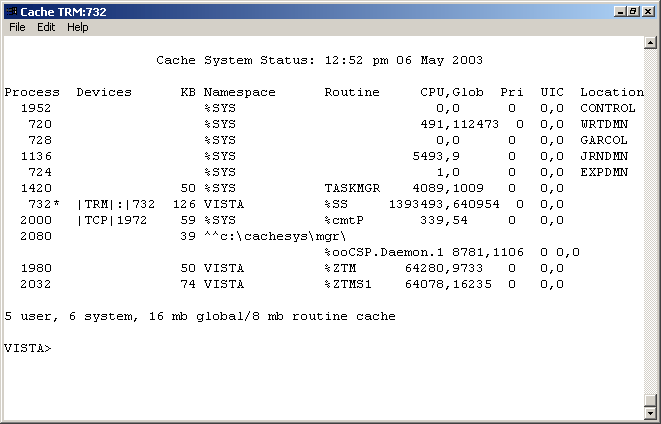 Cache TRM:732
File Edit Help
Cache System Status: 12:52 pm 06 May 2003
Process Devices KB Namespace Routine CPU,Glob Pri UIC Location
1952 %SYS 0,0 0 0,0 CONTROL
720 %SYS 491,112473 0 0,0 WRTDMN
728 %SYS 0,0 0 0,0 GARCOL
1136 %SYS 5493,9 0 0,0 JRNDMN
724 %SYS 1,0 0 0,0 EXPDMN
1420 50 %SYS TASKMGR 4089,1009 0 0,0
732* |TRM|:|732 126 VISTA %SS 1393493,640954 0 0,0
2000 |TCP|1972 59 %SYS %cmtP 339,54 0 0,0
2080 39 ^^c:\cachesys\mgr\
%ooCSP.Daemon.1 8781,1106 0 0,0
1980 50 VISTA %ZTM 64280,9733 0 0,0
2032 74 VISTA %ZTMS1 64078,16235 0 0,0
5 user, 6 system, 16 mb global/8 mb routine cache
VISTA>